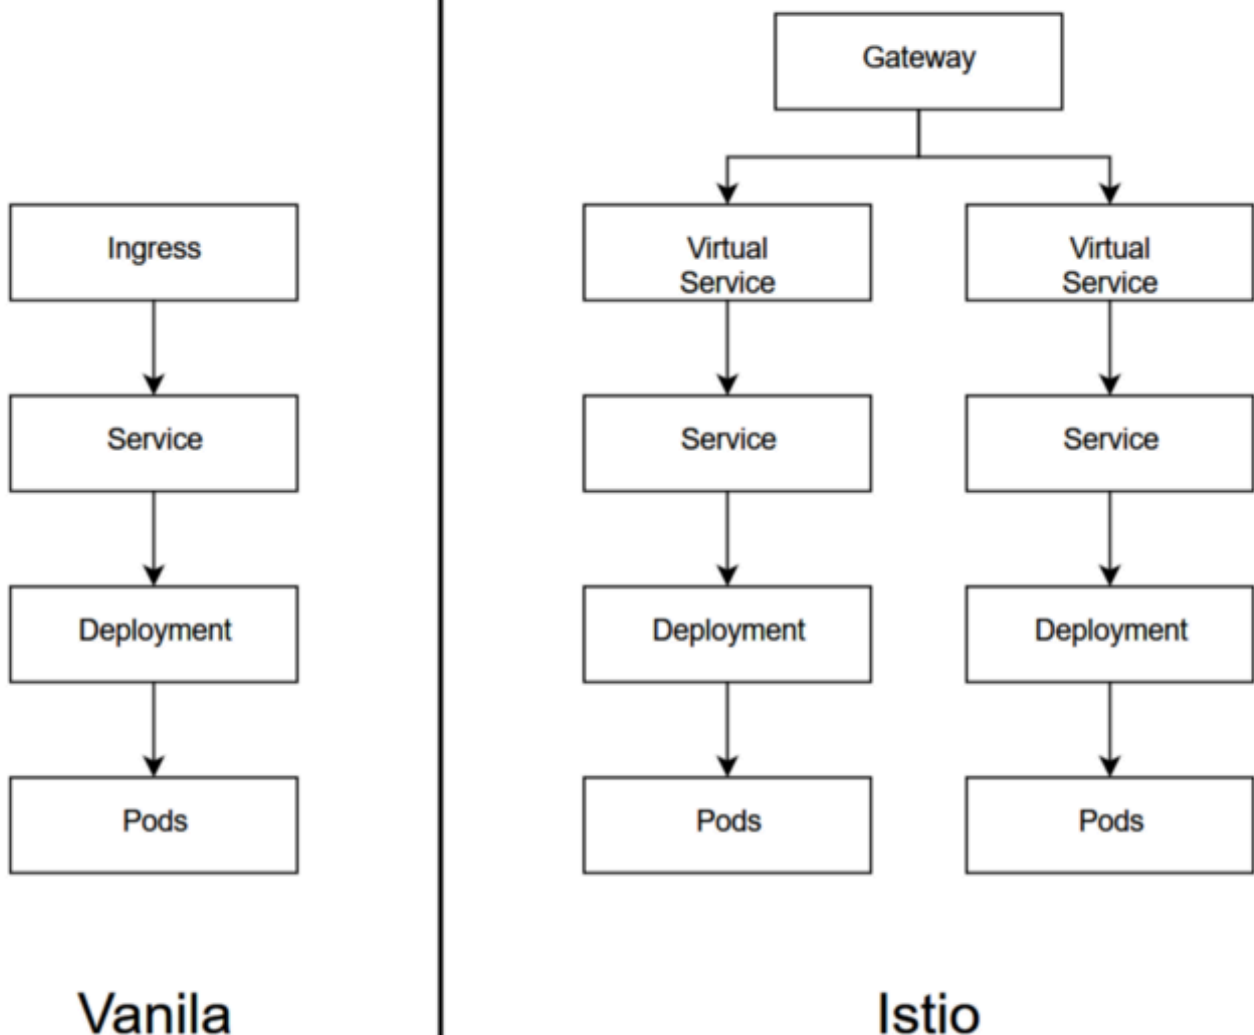 Gateway
Ingress
Virtual
Service
Virtual
Service
Service
Service
Service
Deployment
Deployment
Deployment
Pods
Pods
Pods
Vanila
Istio